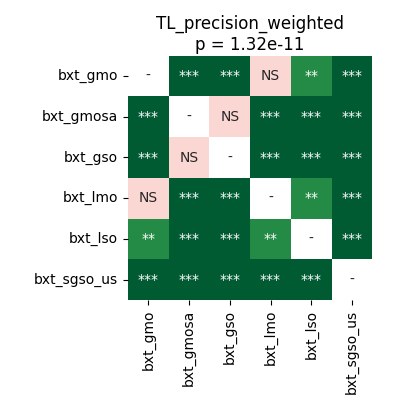 TL_precision_weighted
p = 1.32e-11
bxt_gmo - *** *** NS ** ***
bxt_gmosa *** - NS *** *** ***
bxt_gso *** NS - *** *** ***
bxt_lmo NS *** *** - ** ***
bxt_lso ** *** *** ** - ***
bxt_sgso_us *** *** *** *** *** -
bxt_gmo
bxt_gmosa
bxt_gso
bxt_lmo
bxt_lso
bxt_sgso_us